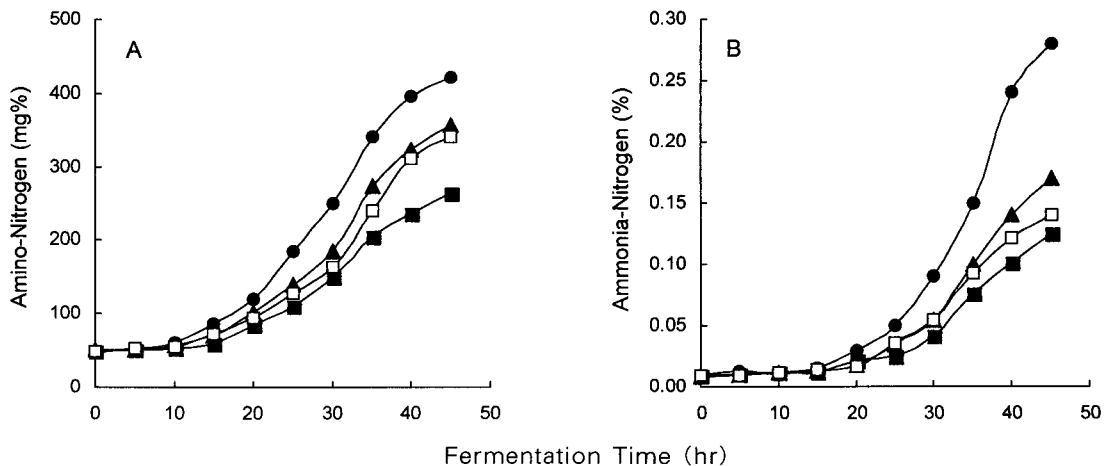 A
Amino-Nitrogen (mg%)
500
400
300
200
100
0
0 10 20 30 40 50
B
Ammonia-Nitrogen (%)
0.30
0.25
0.20
0.15
0.10
0.05
0.00
0 10 20 30 40 50
Fermentation Time (hr)